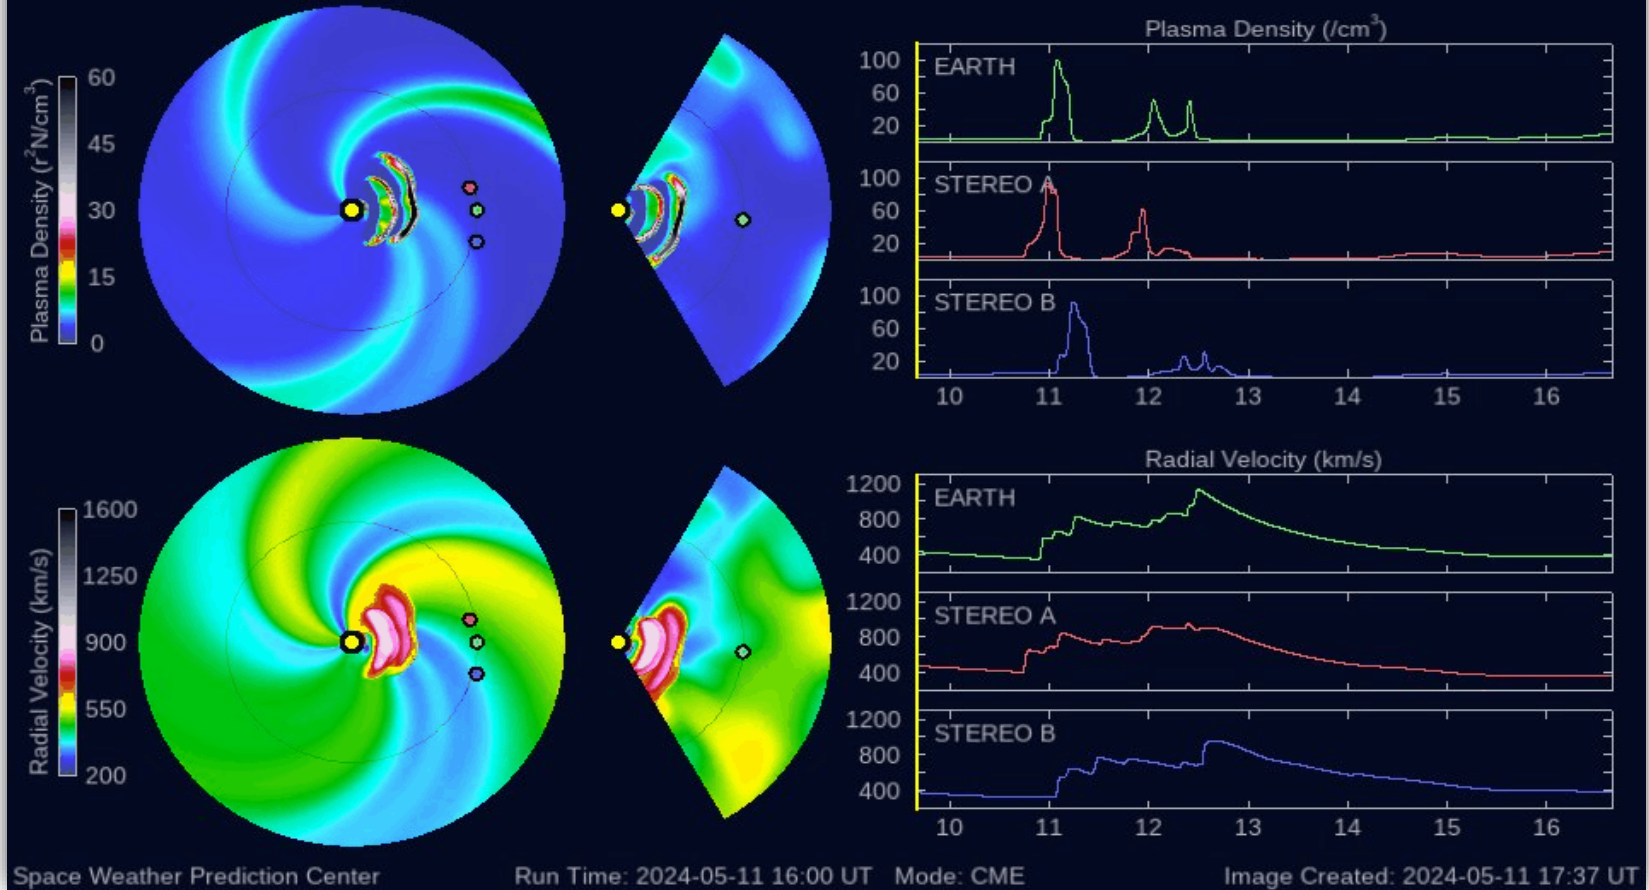 Plasma Density (r²N/cm³)
60
45
30
15
0
Plasma Density (/cm³)
EARTH
100
60
20
STEREO A
100
60
20
STEREO B
100
60
20
10 11 12 13 14 15 16
Radial Velocity (km/s)
1600
1250
900
550
200
Radial Velocity (km/s)
EARTH
1200
800
400
STEREO A
1200
800
400
STEREO B
1200
800
400
10 11 12 13 14 15 16
Space Weather Prediction Center Run Time: 2024-05-11 16:00 UT Mode: CME Image Created: 2024-05-11 17:37 UT